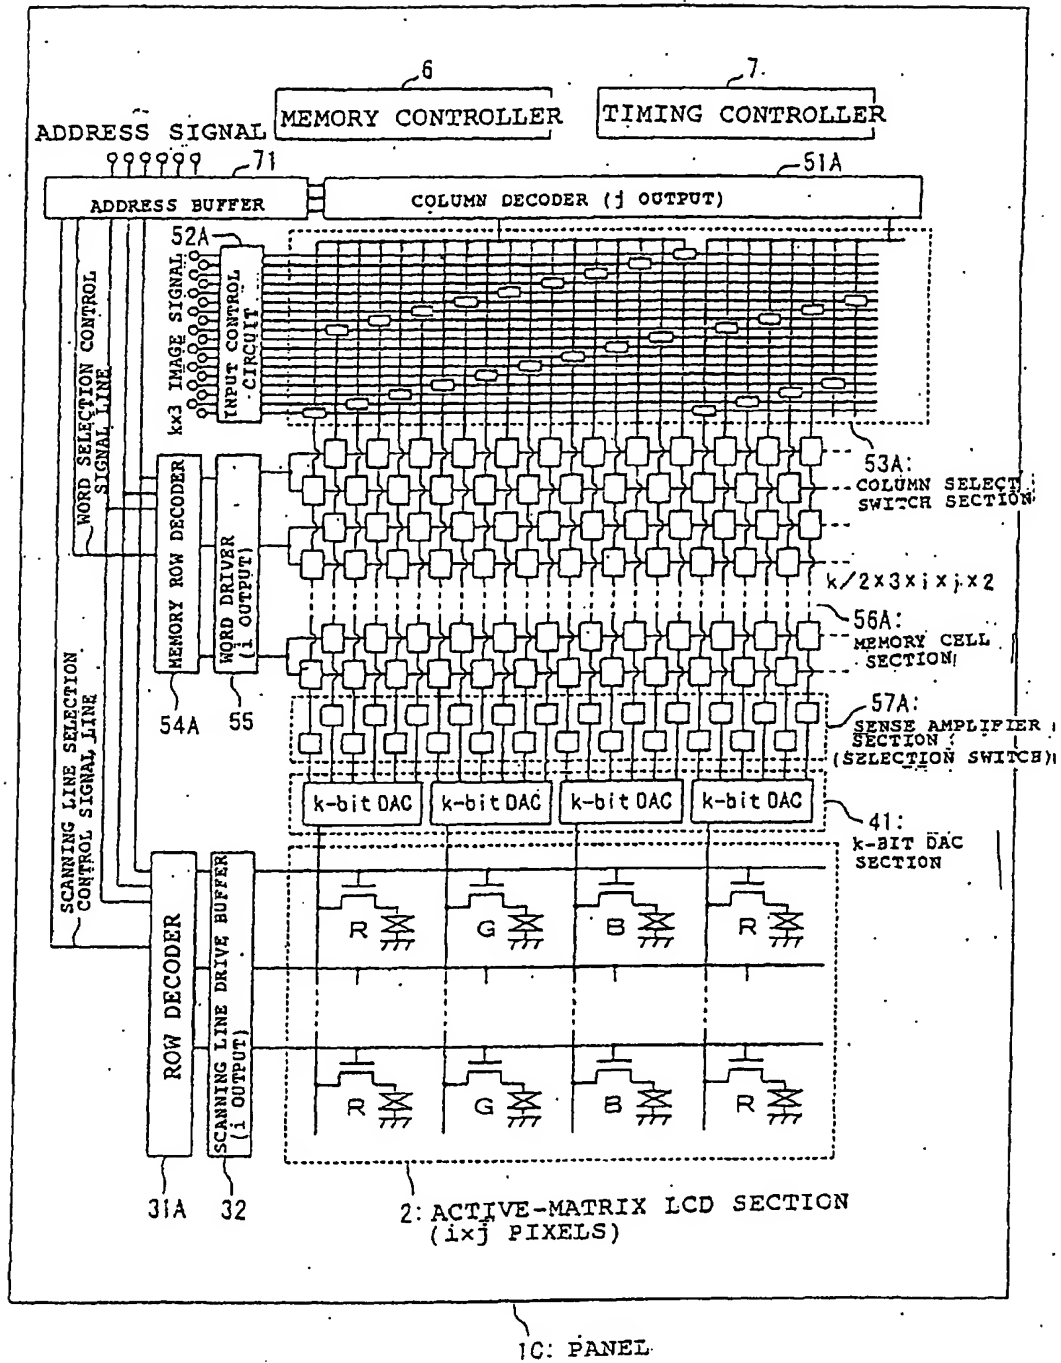 6
7
MEMORY CONTROLLER
TIMING CONTROLLER
ADDRESS SIGNAL
71
51A
ADDRESS BUFFER
COLUMN DECODER (j OUTPUT)
52A
k×3 IMAGE SIGNAL
INPUT CONTROL
CIRCUIT
WORD SELECTION CONTROL
SIGNAL LINE
53A:
COLUMN SELECT
SWITCH SECTION
MEMORY ROW DECODER
WORD DRIVER
(i OUTPUT)
k/2×3×i×j×2
56A:
MEMORY CELL
SECTION
54A
55
57A:
SENSE AMPLIFIER
SECTION
(SELECTION SWITCH)
SCANNING LINE SELECTION
CONTROL SIGNAL LINE
k-bit DAC
k-bit DAC
k-bit DAC
k-bit DAC
41:
k-BIT DAC
SECTION
ROW DECODER
SCANNING LINE DRIVE BUFFER
(i OUTPUT)
R
G
B
R
R
G
B
R
31A
32
2: ACTIVE-MATRIX LCD SECTION
(i×j PIXELS)
1C: PANEL